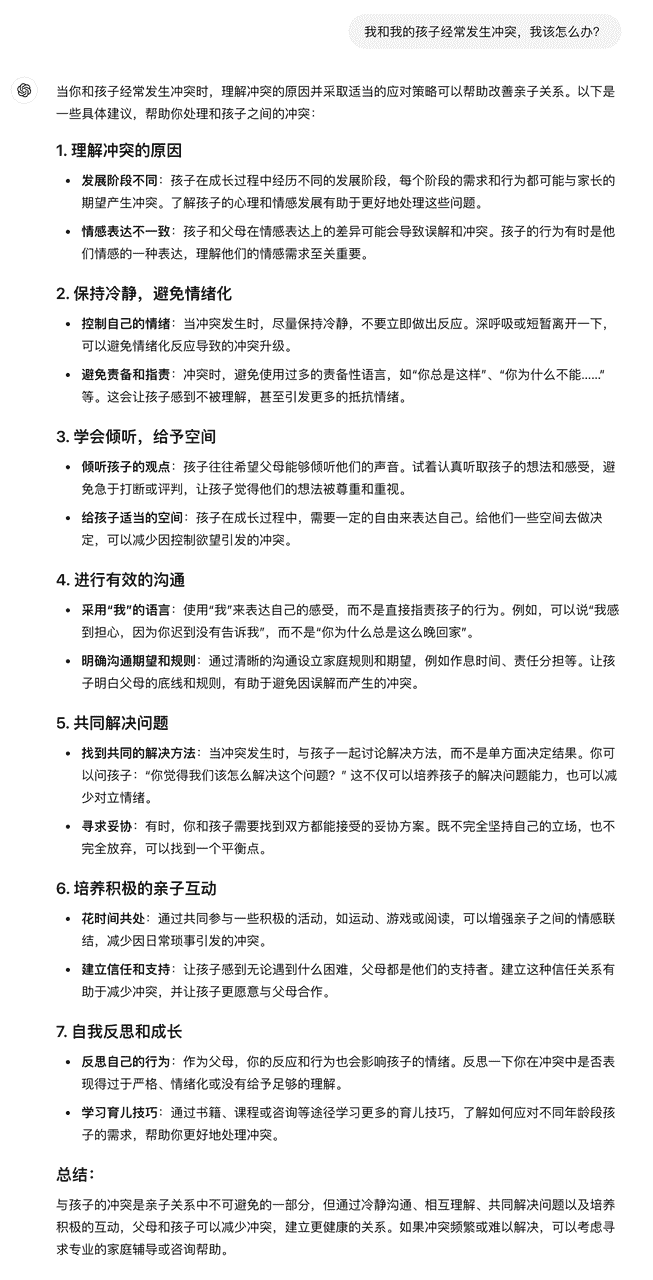 我和我的孩子经常发生冲突，我该怎么办？
当你和孩子经常发生冲突时，理解冲突的原因并采取适当的应对策略可以帮助改善亲子关系。以下是
一些具体建议，帮助你处理和孩子之间的冲突：
1. 理解冲突的原因
• 发展阶段不同：孩子在成长过程中经历不同的发展阶段，每个阶段的需求和行为都可能与家长的
期望产生冲突。了解孩子的心理和情感发展有助于更好地处理这些问题。
• 情感表达不一致：孩子和父母在情感表达上的差异可能会导致误解和冲突。孩子的行为有时是他
们情感的一种表达，理解他们的情感需求至关重要。
2. 保持冷静，避免情绪化
• 控制自己的情绪：当冲突发生时，尽量保持冷静，不要立即做出反应。深呼吸或短暂离开一下，
可以避免情绪化反应导致的冲突升级。
• 避免责备和指责：冲突时，避免使用过多的责备性语言，如“你总是这样”、“你为什么不能……”
等。这会让孩子感到不被理解，甚至引发更多的抵抗情绪。
3. 学会倾听，给予空间
• 倾听孩子的观点：孩子往往希望父母能够倾听他们的声音。试着认真听取孩子的想法和感受，避
免急于打断或评判，让孩子觉得他们的想法被尊重和重视。
• 给孩子适当的空间：孩子在成长过程中，需要一定的自由来表达自己。给他们一些空间去做决
定，可以减少因控制欲望引发的冲突。
4. 进行有效的沟通
• 采用“我”的语言：使用“我”来表达自己的感受，而不是直接指责孩子的行为。例如，可以说“我感
到担心，因为你迟到没有告诉我”，而不是“你为什么总是这么晚回家”。
• 明确沟通期望和规则：通过清晰的沟通设立家庭规则和期望，例如作息时间、责任分担等。让孩
子明白父母的底线和规则，有助于避免因误解而产生的冲突。
5. 共同解决问题
• 找到共同的解决方法：当冲突发生时，与孩子一起讨论解决方法，而不是单方面决定结果。你可
以问孩子：“你觉得我们该怎么解决这个问题？” 这不仅可以培养孩子的解决问题能力，也可以减
少对立情绪。
• 寻求妥协：有时，你和孩子需要找到双方都能接受的妥协方案。既不完全坚持自己的立场，也不
完全放弃，可以找到一个平衡点。
6. 培养积极的亲子互动
• 花时间共处：通过共同参与一些积极的活动，如运动、游戏或阅读，可以增强亲子之间的情感联
结，减少因日常琐事引发的冲突。
• 建立信任和支持：让孩子感到无论遇到什么困难，父母都是他们的支持者。建立这种信任关系有
助于减少冲突，并让孩子更愿意与父母合作。
7. 自我反思和成长
• 反思自己的行为：作为父母，你的反应和行为也会影响孩子的情绪。反思一下你在冲突中是否表
现得过于严格、情绪化或没有给予足够的理解。
• 学习育儿技巧：通过书籍、课程或咨询等途径学习更多的育儿技巧，了解如何应对不同年龄段孩
子的需求，帮助你更好地处理冲突。
总结：
与孩子的冲突是亲子关系中不可避免的一部分，但通过冷静沟通、相互理解、共同解决问题以及培养
积极的互动，父母和孩子可以减少冲突，建立更健康的关系。如果冲突频繁或难以解决，可以考虑寻
求专业的家庭辅导或咨询帮助。